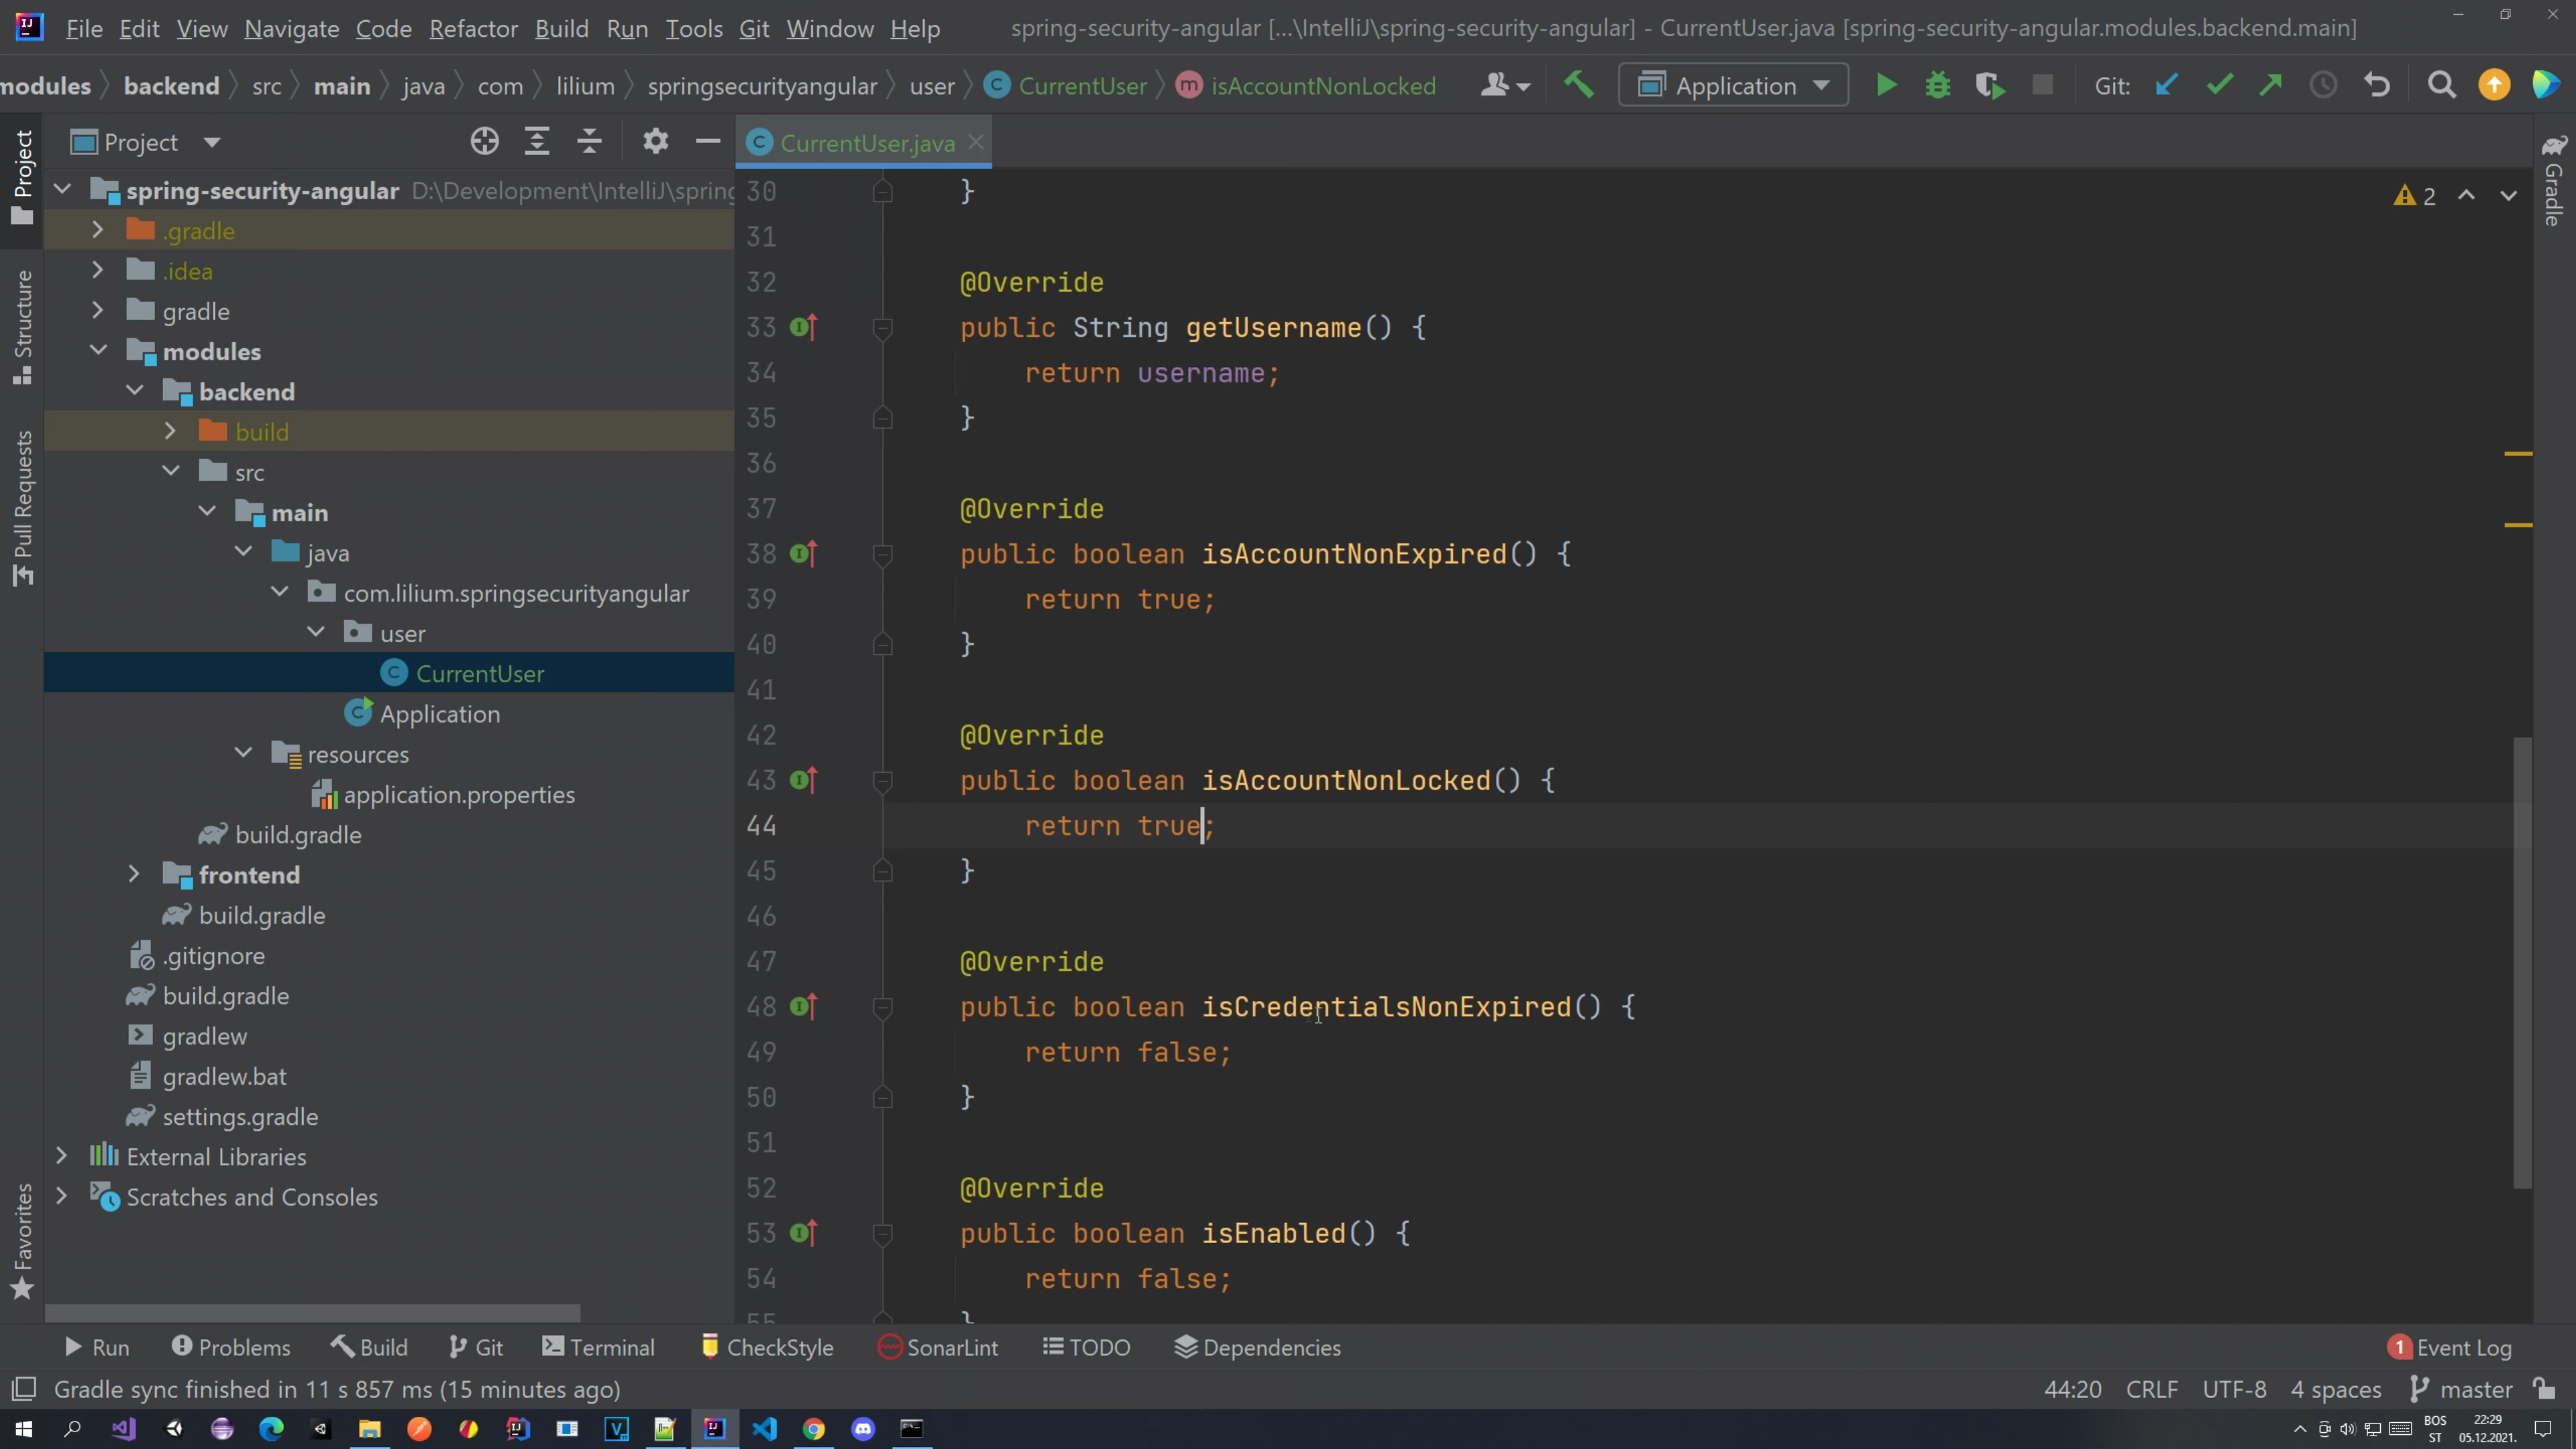 File Edit View Navigate Code Refactor Build Run Tools Git Window Help spring-security-angular [...\IntelliJ\spring-security-angular] - CurrentUser.java [spring-security-angular.modules.backend.main]
modules backend src main java com lilium springsecurityangular user CurrentUser isAccountNonLocked Application Git:
Project
CurrentUser.java
Project
Structure
Pull Requests
Favorites
spring-security-angular D:\Development\IntelliJ\spring
.gradle
.idea
gradle
modules
backend
build
src
main
java
com.lilium.springsecurityangular
user
CurrentUser
Application
resources
application.properties
build.gradle
frontend
build.gradle
.gitignore
build.gradle
gradlew
gradlew.bat
settings.gradle
External Libraries
Scratches and Consoles
30 }
31
32 @Override
33 public String getUsername() {
34 return username;
35 }
36
37 @Override
38 public boolean isAccountNonExpired() {
39 return true;
40 }
41
42 @Override
43 public boolean isAccountNonLocked() {
44 return true;
45 }
46
47 @Override
48 public boolean isCredentialsNonExpired() {
49 return false;
50 }
51
52 @Override
53 public boolean isEnabled() {
54 return false;
55 }
2
Gradle
Run Problems Build Git Terminal CheckStyle SonarLint TODO Dependencies 1 Event Log
Gradle sync finished in 11 s 857 ms (15 minutes ago) 44:20 CRLF UTF-8 4 spaces master
BOS 22:29
ST 05.12.2021.